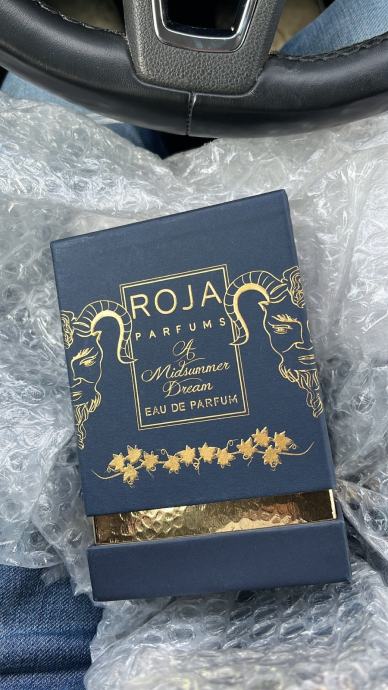 ROJA
PARFUMS
A
Midsummer
Dream
EAU DE PARFUM